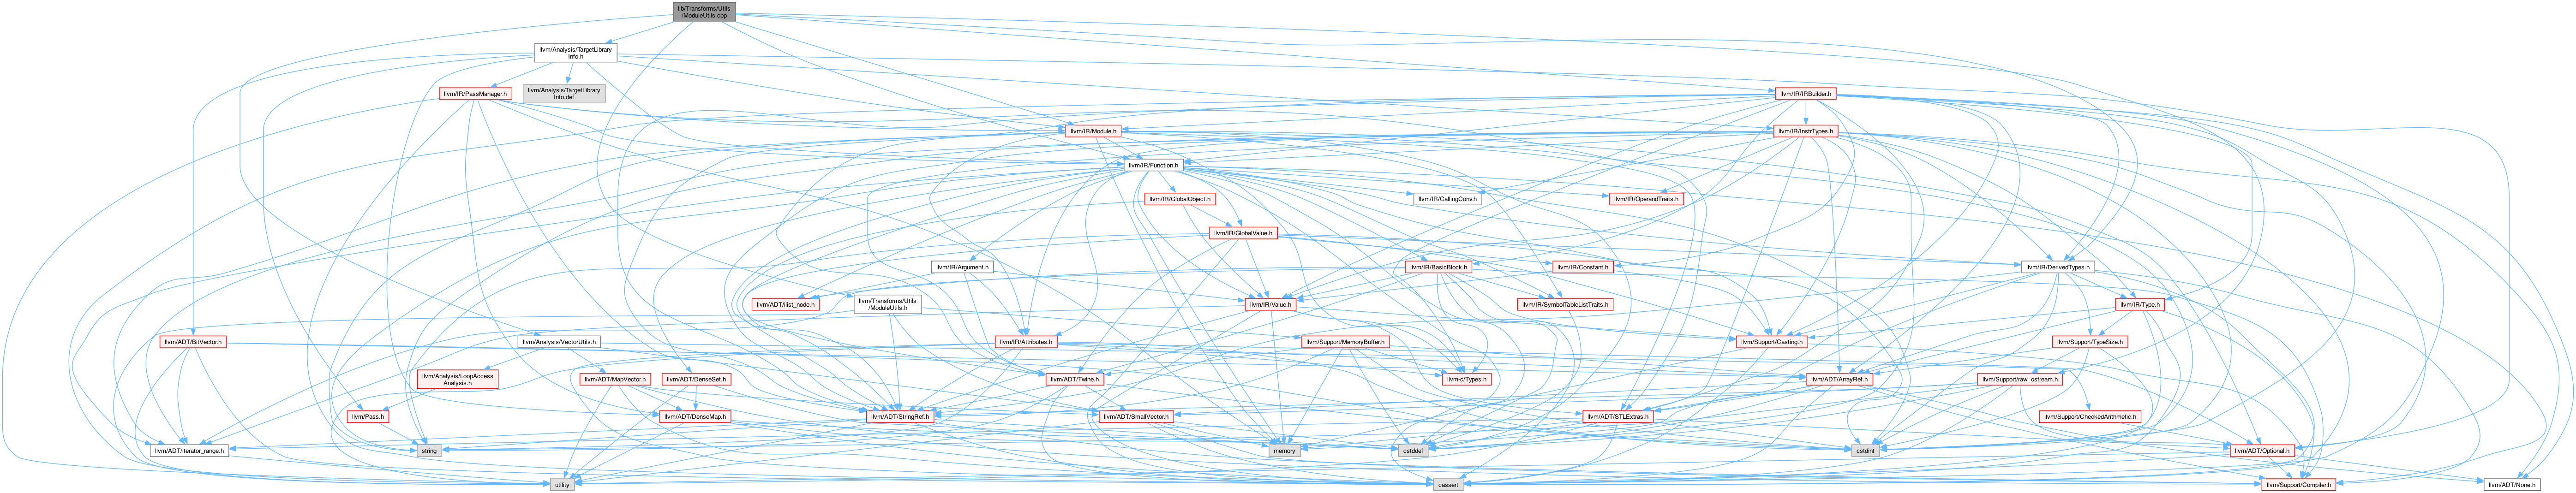 lib/Transforms/Utils
/ModuleUtils.cpp
llvm/Analysis/TargetLibrary
Info.h
llvm/IR/PassManager.h
llvm/Analysis/TargetLibrary
Info.def
llvm/IR/IRBuilder.h
llvm/IR/Module.h
llvm/IR/InstrTypes.h
llvm/IR/Function.h
llvm/IR/GlobalObject.h
llvm/IR/CallingConv.h
llvm/IR/OperandTraits.h
llvm/IR/GlobalValue.h
llvm/IR/Argument.h
llvm/IR/BasicBlock.h
llvm/IR/Constant.h
llvm/IR/DerivedTypes.h
llvm/ADT/ilist_node.h
llvm/Transforms/Utils
/ModuleUtils.h
llvm/IR/Value.h
llvm/IR/SymbolTableListTraits.h
llvm/IR/Type.h
llvm/ADT/BitVector.h
llvm/Analysis/VectorUtils.h
llvm/IR/Attributes.h
llvm/Support/MemoryBuffer.h
llvm/Support/Casting.h
llvm/Support/TypeSize.h
llvm/Analysis/LoopAccess
Analysis.h
llvm/ADT/MapVector.h
llvm/ADT/DenseSet.h
llvm/ADT/Twine.h
llvm-c/Types.h
llvm/ADT/ArrayRef.h
llvm/Support/raw_ostream.h
llvm/Pass.h
llvm/ADT/DenseMap.h
llvm/ADT/StringRef.h
llvm/ADT/SmallVector.h
llvm/ADT/STLExtras.h
llvm/Support/CheckedArithmetic.h
llvm/ADT/iterator_range.h
string
memory
cstddef
cstdint
llvm/ADT/Optional.h
utility
cassert
llvm/Support/Compiler.h
llvm/ADT/None.h